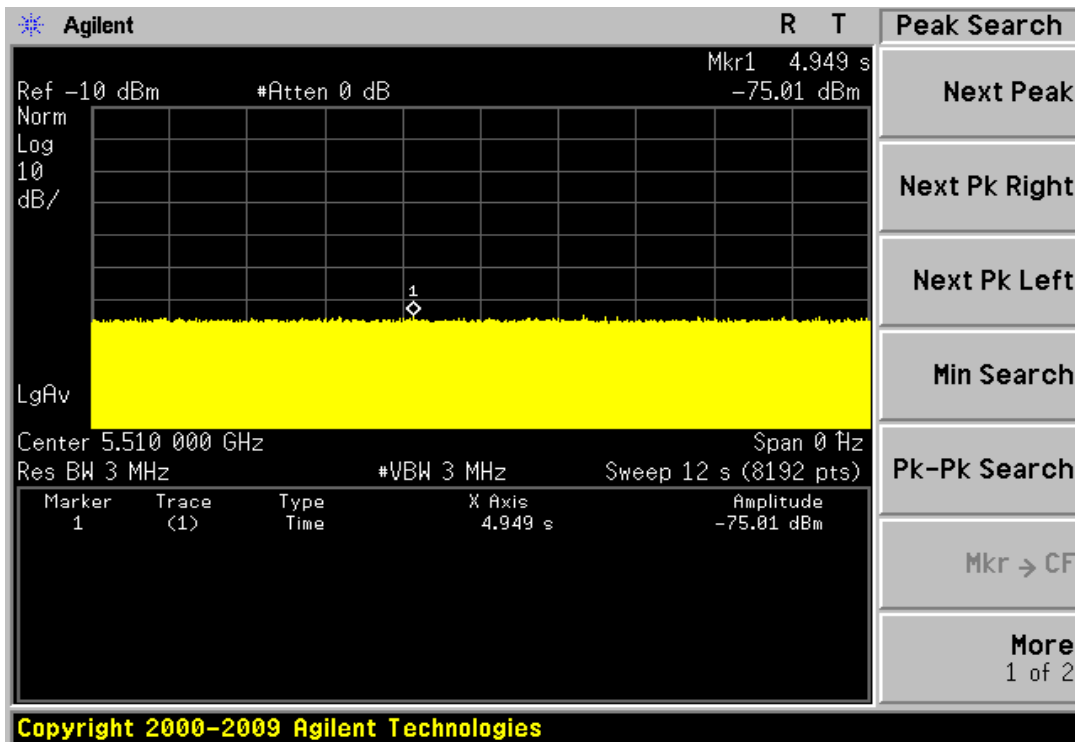 Agilent R T Peak Search
Mkr1 4.949 s
Ref -10 dBm #Atten 0 dB -75.01 dBm
Norm
Log
10
dB/
1
LgAv
Center 5.510 000 GHz Span 0 Hz
Res BW 3 MHz #VBW 3 MHz Sweep 12 s (8192 pts)
Marker Trace Type X Axis Amplitude
1 (1) Time 4.949 s -75.01 dBm
Next Peak
Next Pk Right
Next Pk Left
Min Search
Pk-Pk Search
Mkr → CF
More
1 of 2
Copyright 2000-2009 Agilent Technologies